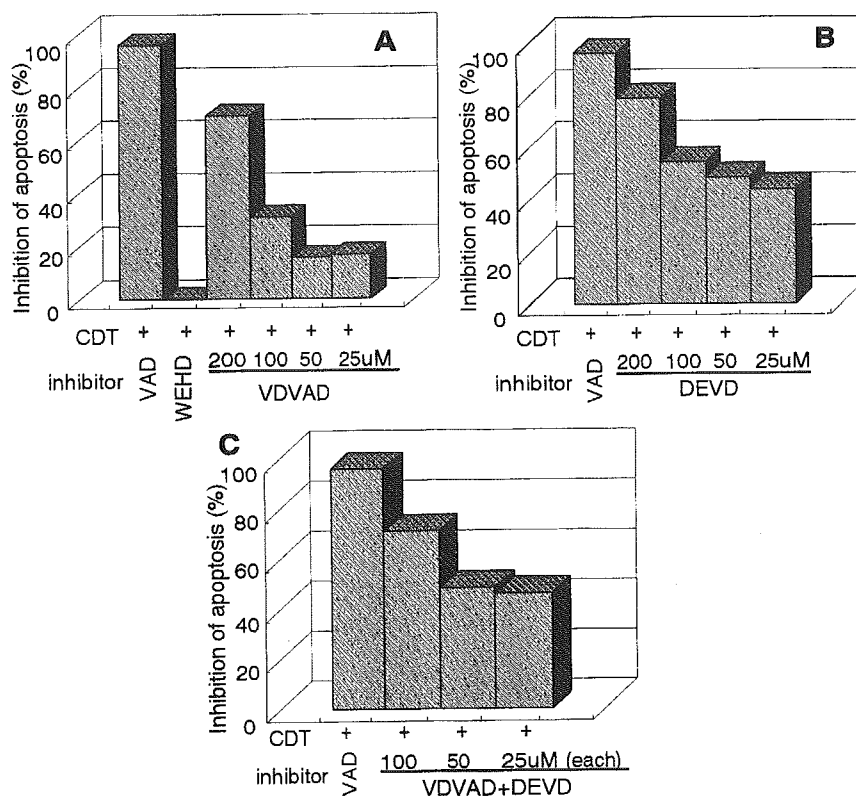 A
Inhibition of apoptosis (%)
100
80
60
40
20
0
CDT + + + + + +
inhibitor VAD WEHD 200 100 50 25uM
VDVAD
B
Inhibition of apoptosis (%)
100
80
60
40
20
0
+ + + + +
VAD 200 100 50 25uM
DEVD
C
Inhibition of apoptosis (%)
100
80
60
40
20
0
CDT + + + +
inhibitor VAD 100 50 25uM (each)
VDVAD+DEVD